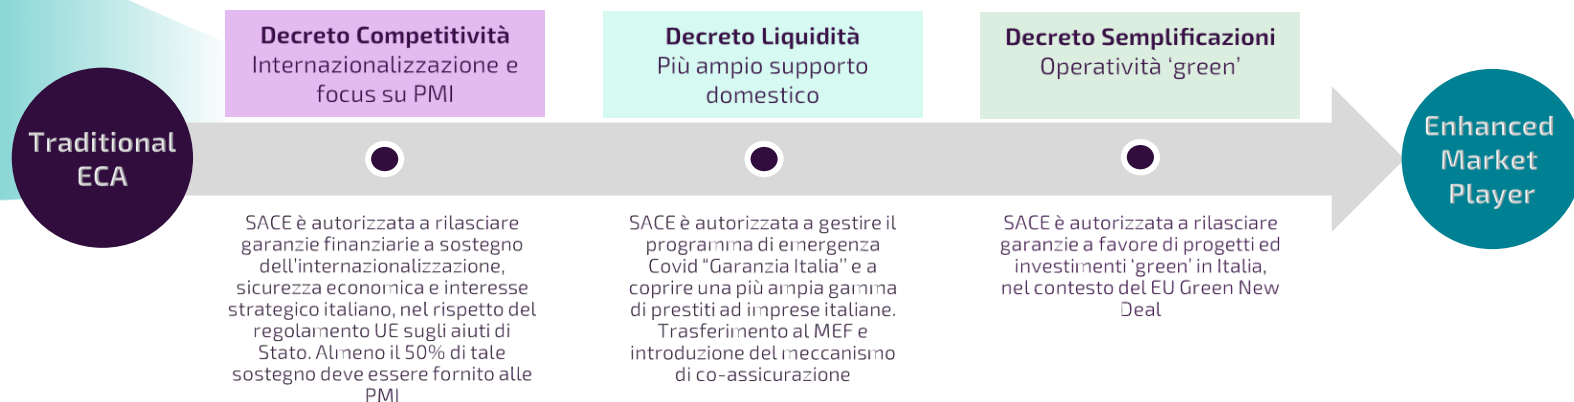 Traditional
ECA
Decreto Competitività
Internazionalizzazione e
focus su PMI
SACE è autorizzata a rilasciare
garanzie finanziarie a sostegno
dell'internalizzazione,
sicurezza economica e interesse
strategico italiano, nel rispetto del
regolamento UE sugli aiuti di
Stato. Almeno il 50% di tale
sostegno deve essere fornito alle
PMI
Decreto Liquidità
Più ampio supporto
domestico
SACE è autorizzata a gestire il
programma di emergenza
Covid "Garanzia Italia" e a
coprire una più ampia gamma
di prestiti ad imprese italiane.
Trasferimento al MEF e
introduzione del meccanismo
di co-assicurazione
Decreto Semplificazioni
Operatività 'green'
SACE è autorizzata a rilasciare
garanzie a favore di progetti ed
investimenti 'green' in Italia,
nel contesto del EU Green New
Deal
Enhanced
Market
Player